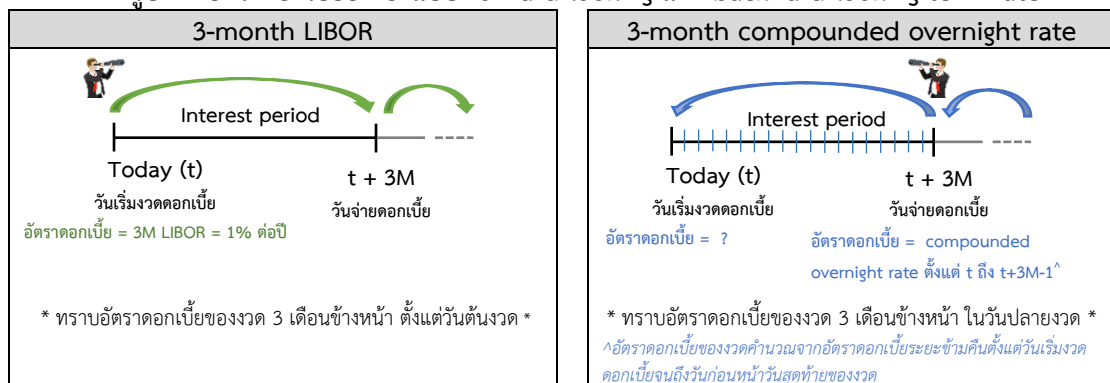 3-month LIBOR
Interest period
Today (t)
t + 3M
วันเริ่มงวดดอกเบี้ย
วันจ่ายดอกเบี้ย
อัตราดอกเบี้ย = 3M LIBOR = 1% ต่อปี
* ทราบอัตราดอกเบี้ยของงวด 3 เดือนข้างหน้า ตั้งแต่วันต้นงวด *
3-month compounded overnight rate
Interest period
Today (t)
t + 3M
วันเริ่มงวดดอกเบี้ย
วันจ่ายดอกเบี้ย
อัตราดอกเบี้ย = ?
อัตราดอกเบี้ย = compounded
overnight rate ตั้งแต่ t ถึง t+3M-1^
* ทราบอัตราดอกเบี้ยของงวด 3 เดือนข้างหน้า ในวันปลายงวด *
^อัตราดอกเบี้ยของงวดคำนวณจากอัตราดอกเบี้ยระยะข้ามคืนตั้งแต่วันเริ่มงวด
ดอกเบี้ยจนถึงวันก่อนหน้าวันสุดท้ายของงวด